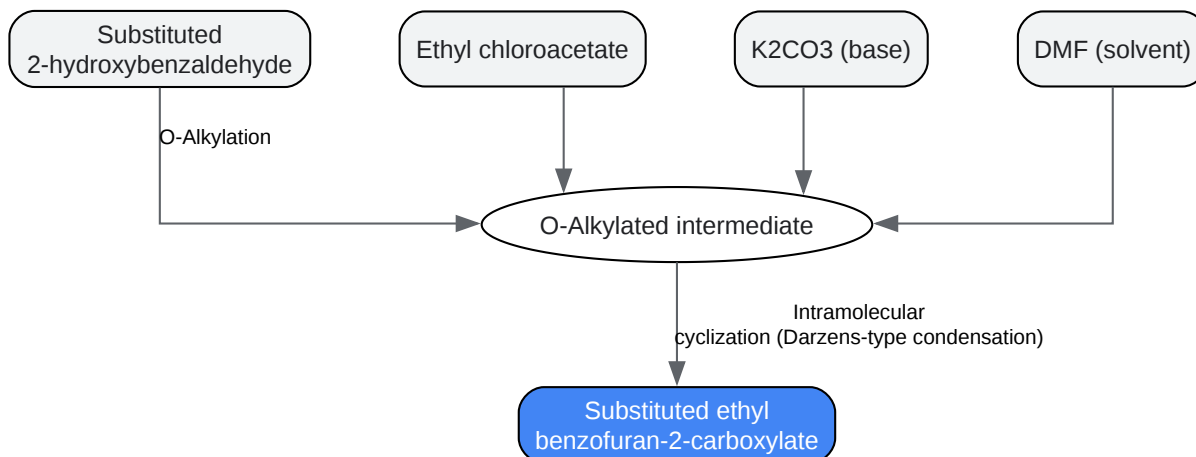 Substituted
2-hydroxybenzaldehyde
Ethyl chloroacetate
K2CO3 (base)
DMF (solvent)
O-Alkylation
O-Alkylated intermediate
Intramolecular
cyclization (Darzens-type condensation)
Substituted ethyl
benzofuran-2-carboxylate